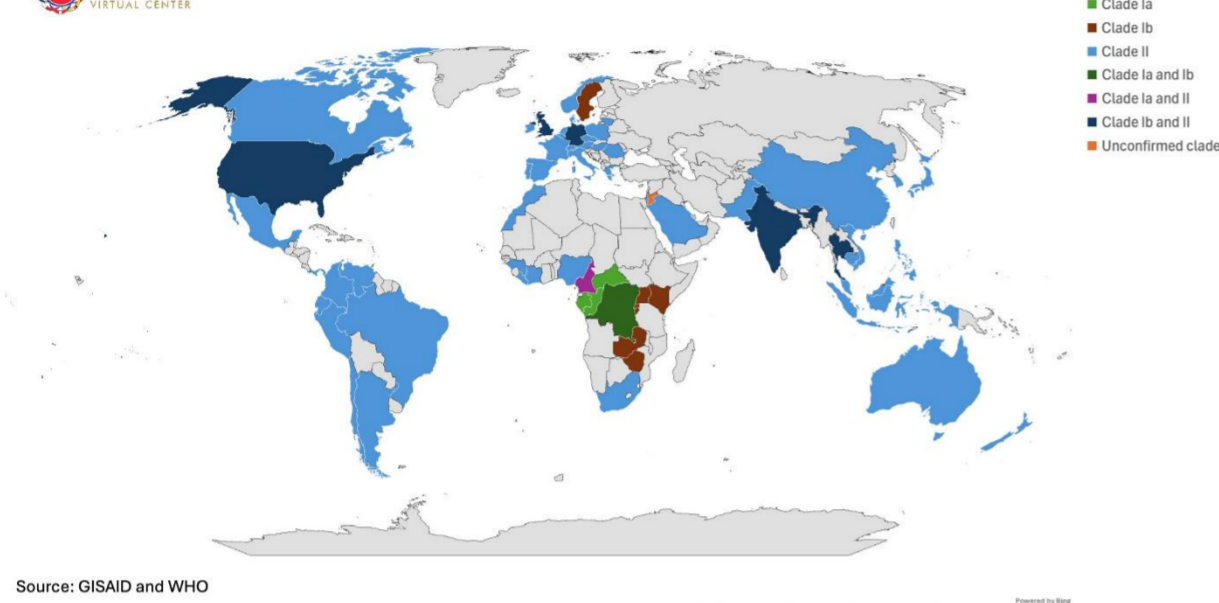 VIRTUAL CENTER
Clade Ia
Clade Ib
Clade II
Clade Ia and Ib
Clade Ia and II
Clade Ib and II
Unconfirmed clade
Source: GISAID and WHO
Powered by Bing